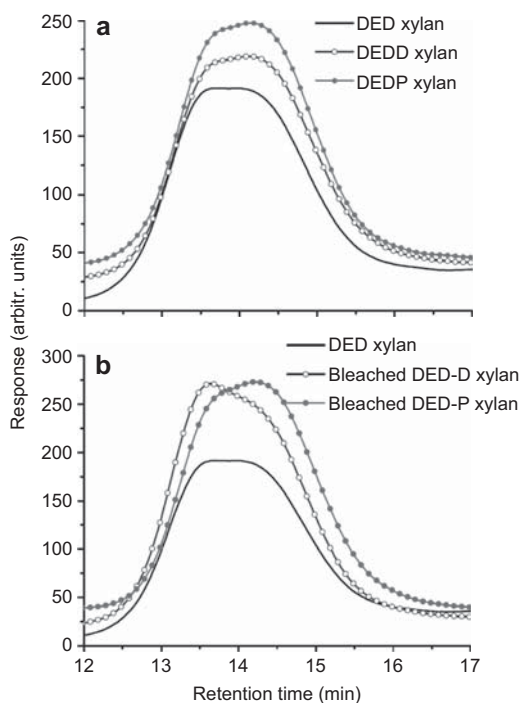 a
DED xylan
DEDD xylan
DEDP xylan
250
200
150
100
50
0
b
DED xylan
Bleached DED-D xylan
Bleached DED-P xylan
300
250
200
150
100
50
0
12 13 14 15 16 17
Retention time (min)
Response (arbitr. units)